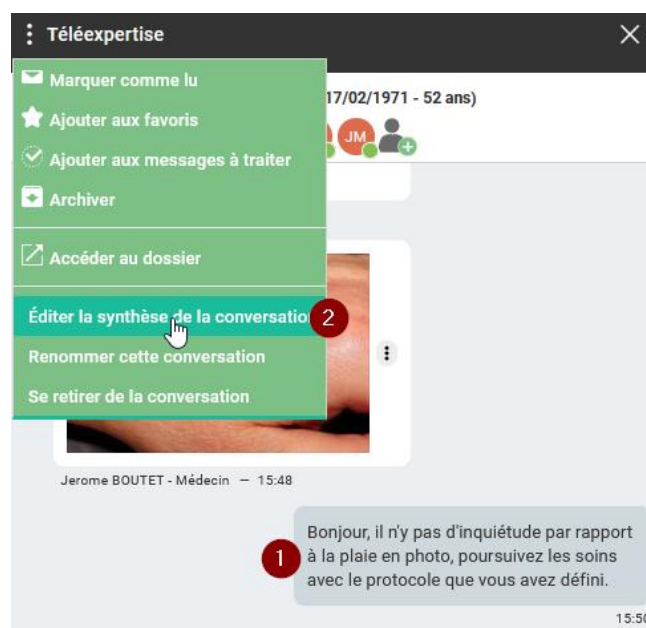 Téléexpertise
Marquer comme lu
17/02/1971 - 52 ans)
Ajouter aux favoris
JM
Ajouter aux messages à traiter
Archiver
Accéder au dossier
Éditer la synthèse de la conversatio
2
Renommer cette conversation
Se retirer de la conversation
Jerome BOUTET - Médecin — 15:48
Bonjour, il n'y pas d'inquiétude par rapport
1
à la plaie en photo, poursuivez les soins
avec le protocole que vous avez défini.
15:50